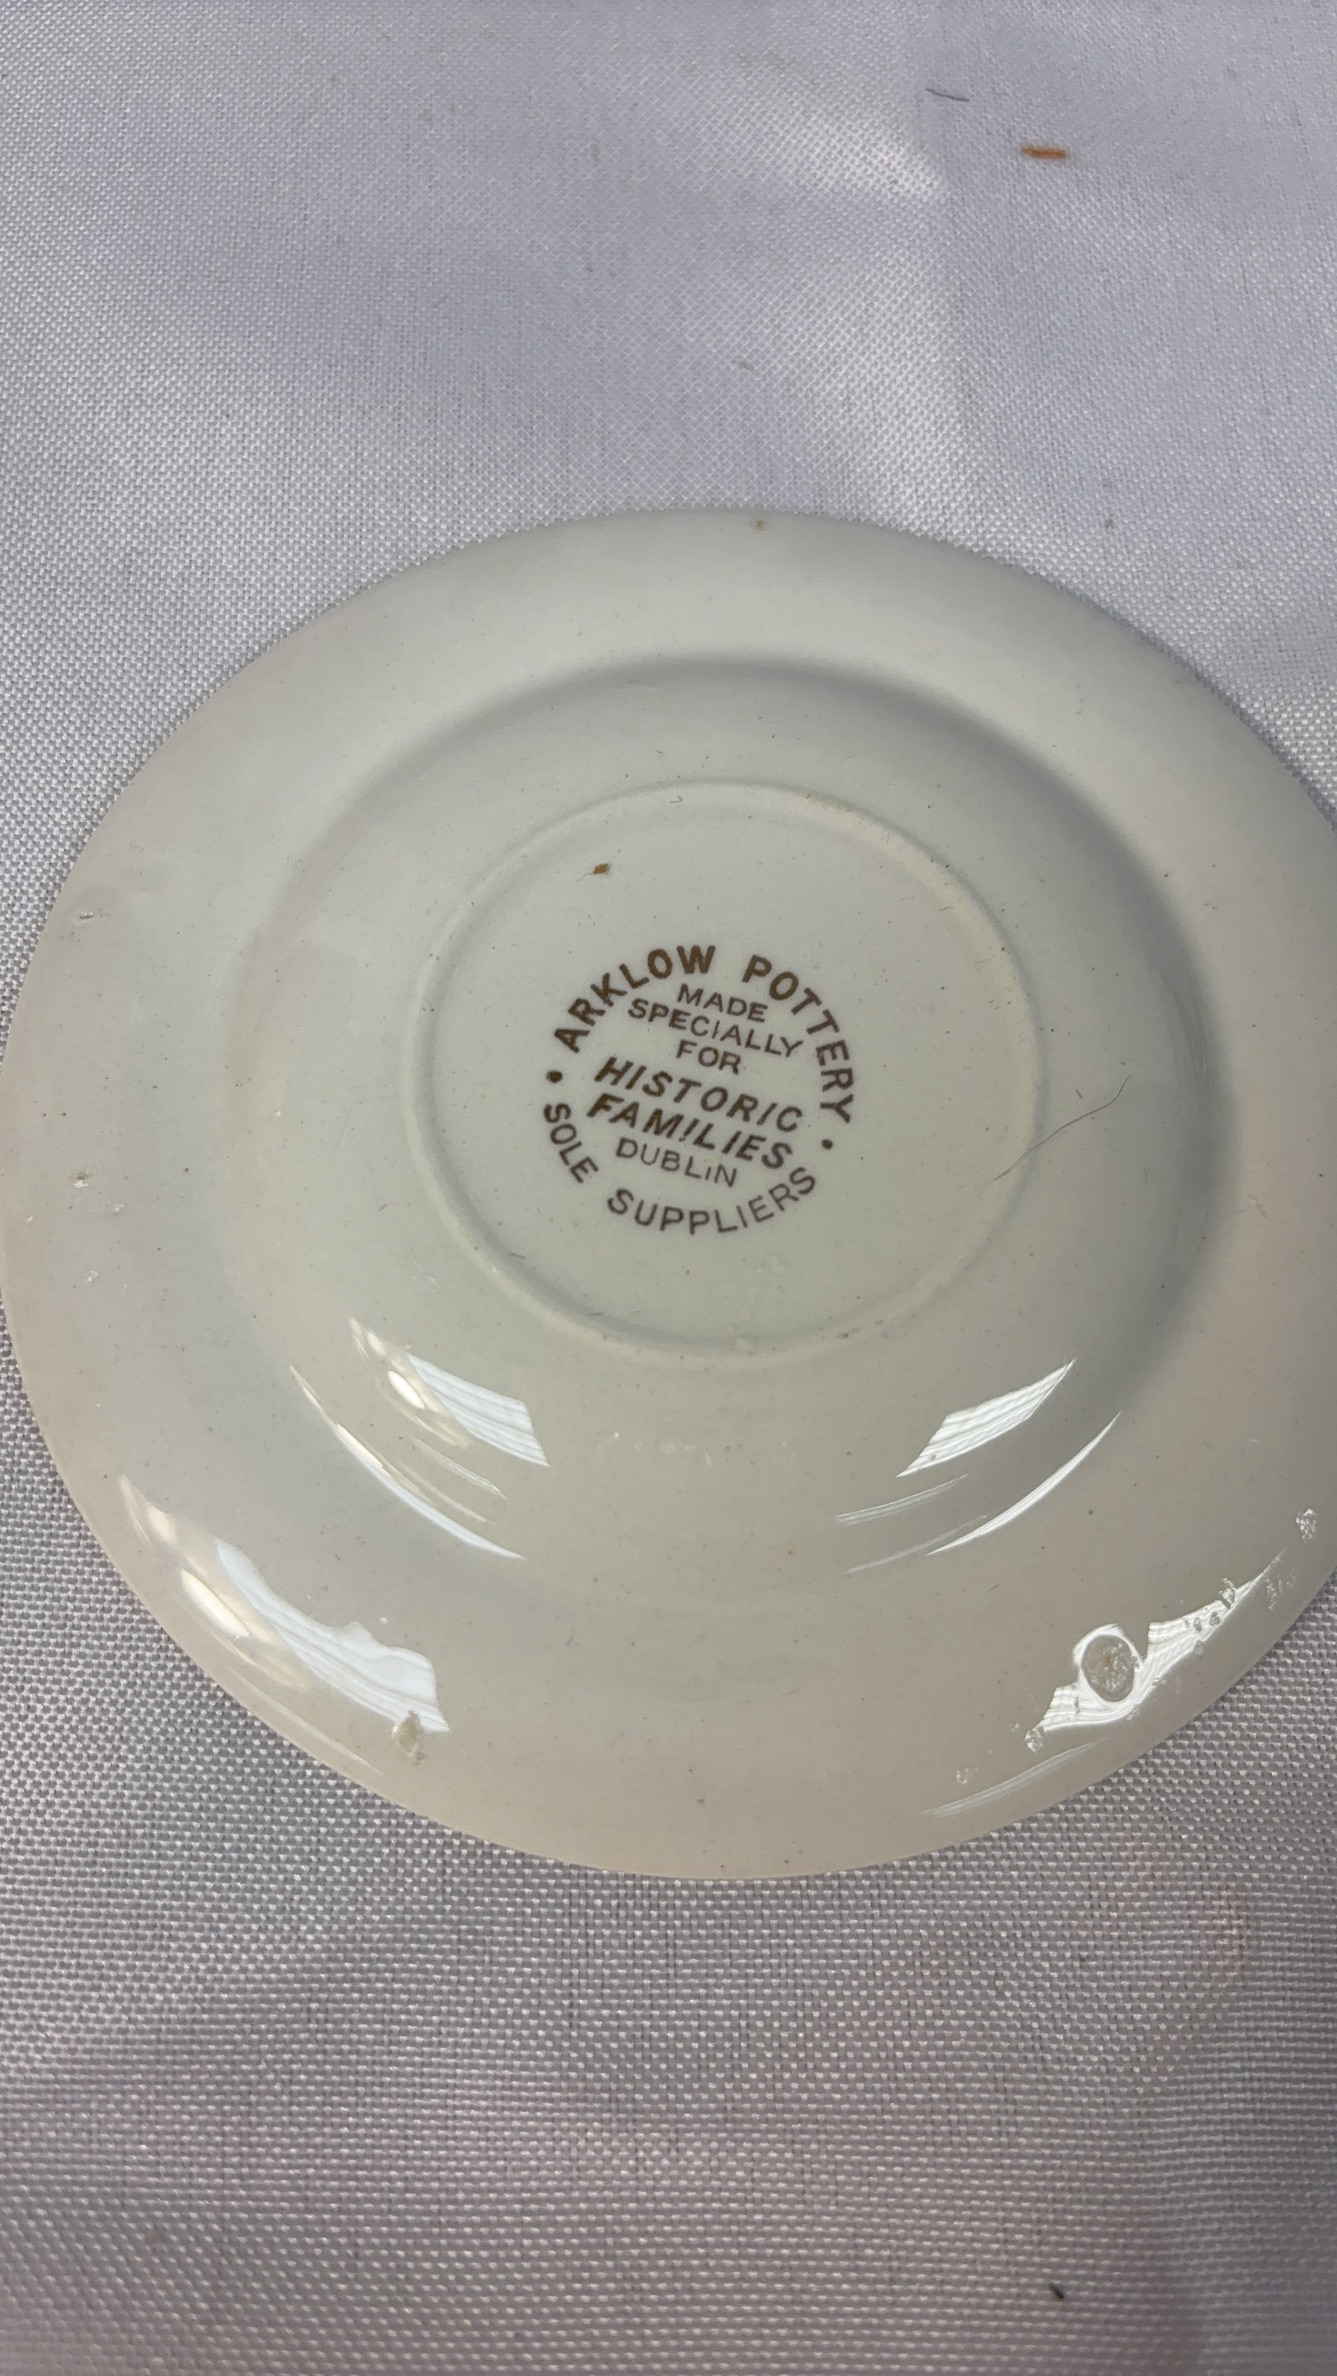 ARKLOW POTTERY
MADE
SPECIALLY
FOR
HISTORIC
FAMILIES
DUBLIN
• SOLE SUPPLIERS •